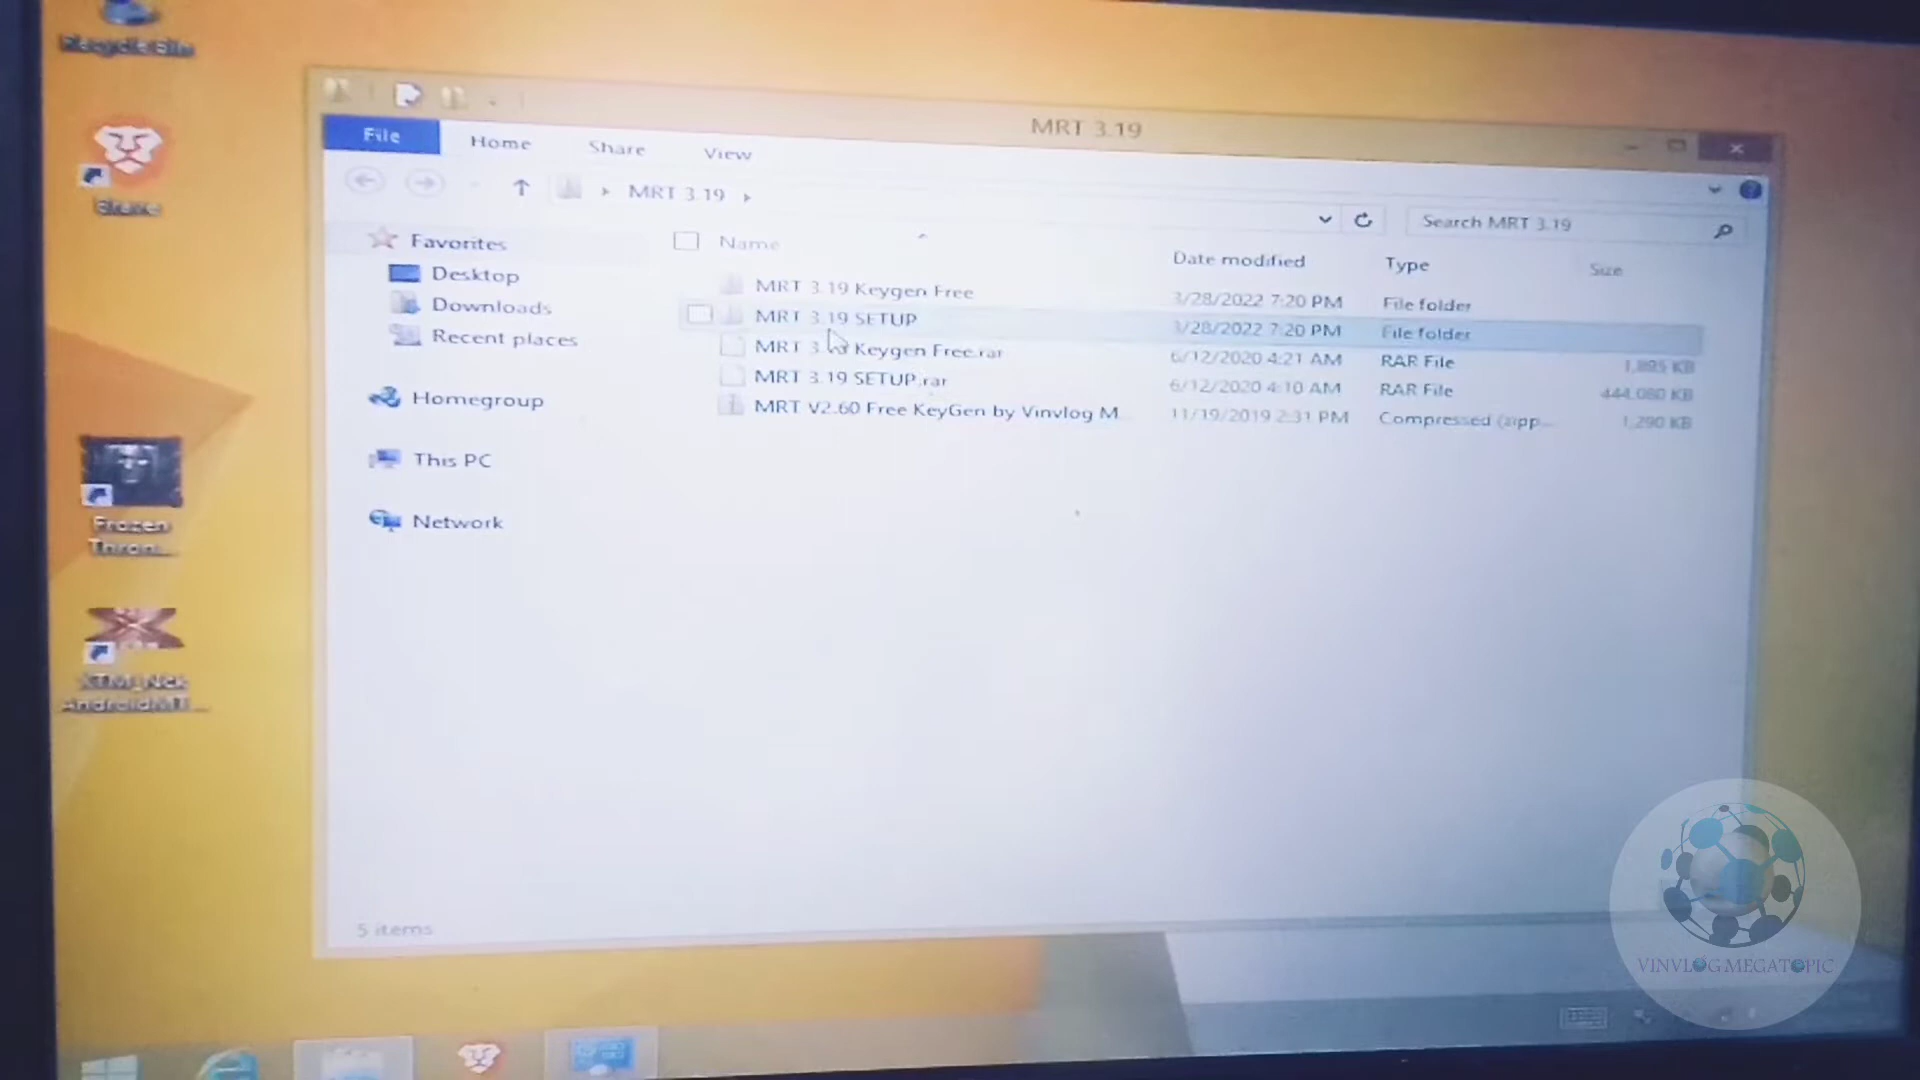 Recycle Bin
Brave
Frozen
Thron...
XTM_Nck
AndroidMT...
MRT 3.19
File
Home
Share
View
MRT 3.19
Search MRT 3.19
Favorites
Desktop
Downloads
Recent places
Homegroup
This PC
Network
Name
Date modified
Type
Size
MRT 3.19 Keygen Free
3/28/2022 7:20 PM
File folder
MRT 3.19 SETUP
3/28/2022 7:20 PM
File folder
MRT 3.19 Keygen Free.rar
6/12/2020 4:21 AM
RAR File
1,895 KB
MRT 3.19 SETUP.rar
6/12/2020 4:10 AM
RAR File
444,080 KB
MRT V2.60 Free KeyGen by Vinvlog M...
11/19/2019 2:31 PM
Compressed (zipp...
1,290 KB
5 items
VINVLOG MEGATOPIC